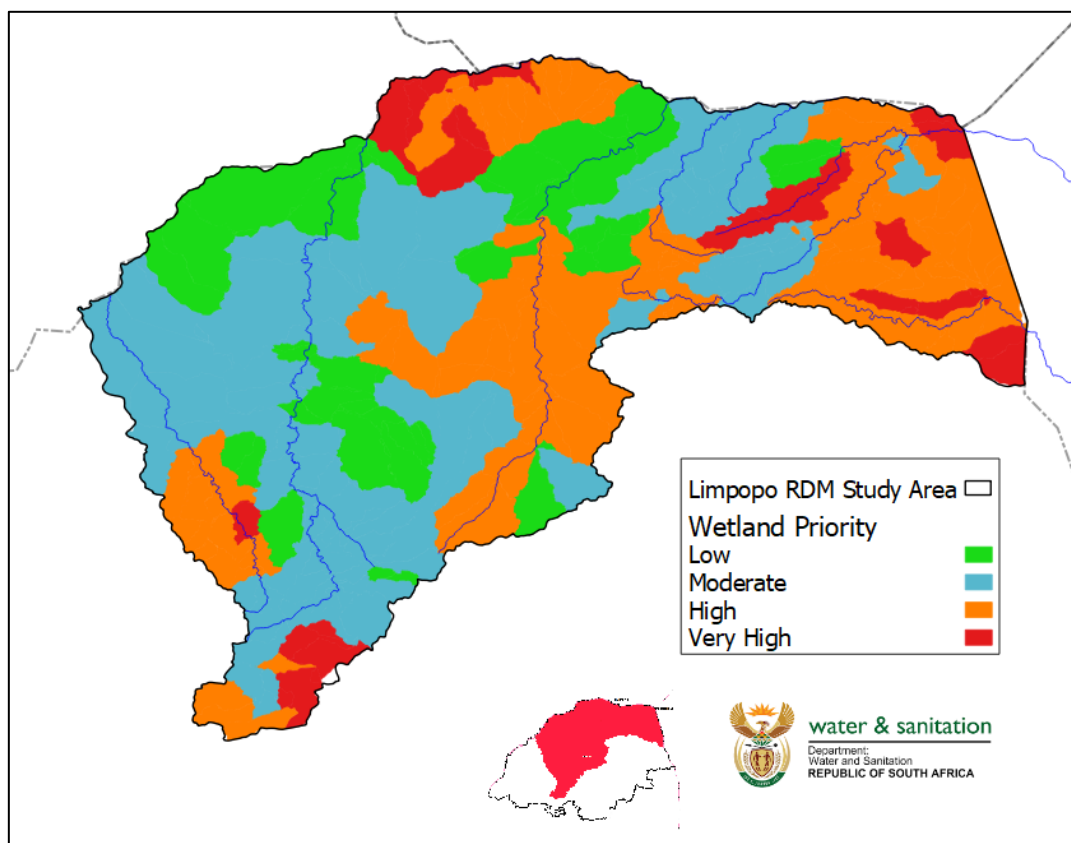 Limpopo RDM Study Area
Wetland Priority
Low
Moderate
High
Very High
water & sanitation
Department:
Water and Sanitation
REPUBLIC OF SOUTH AFRICA